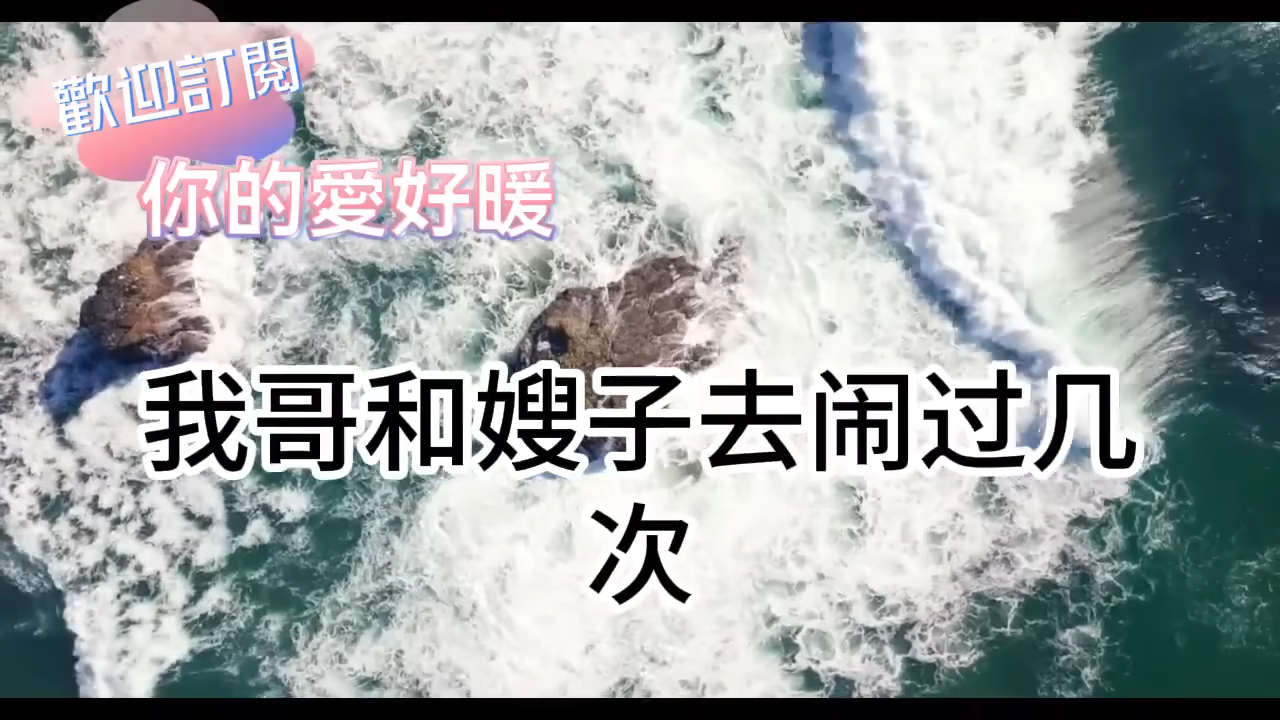 歡迎訂閱
你的愛好暖
我哥和嫂子去闹过几
次